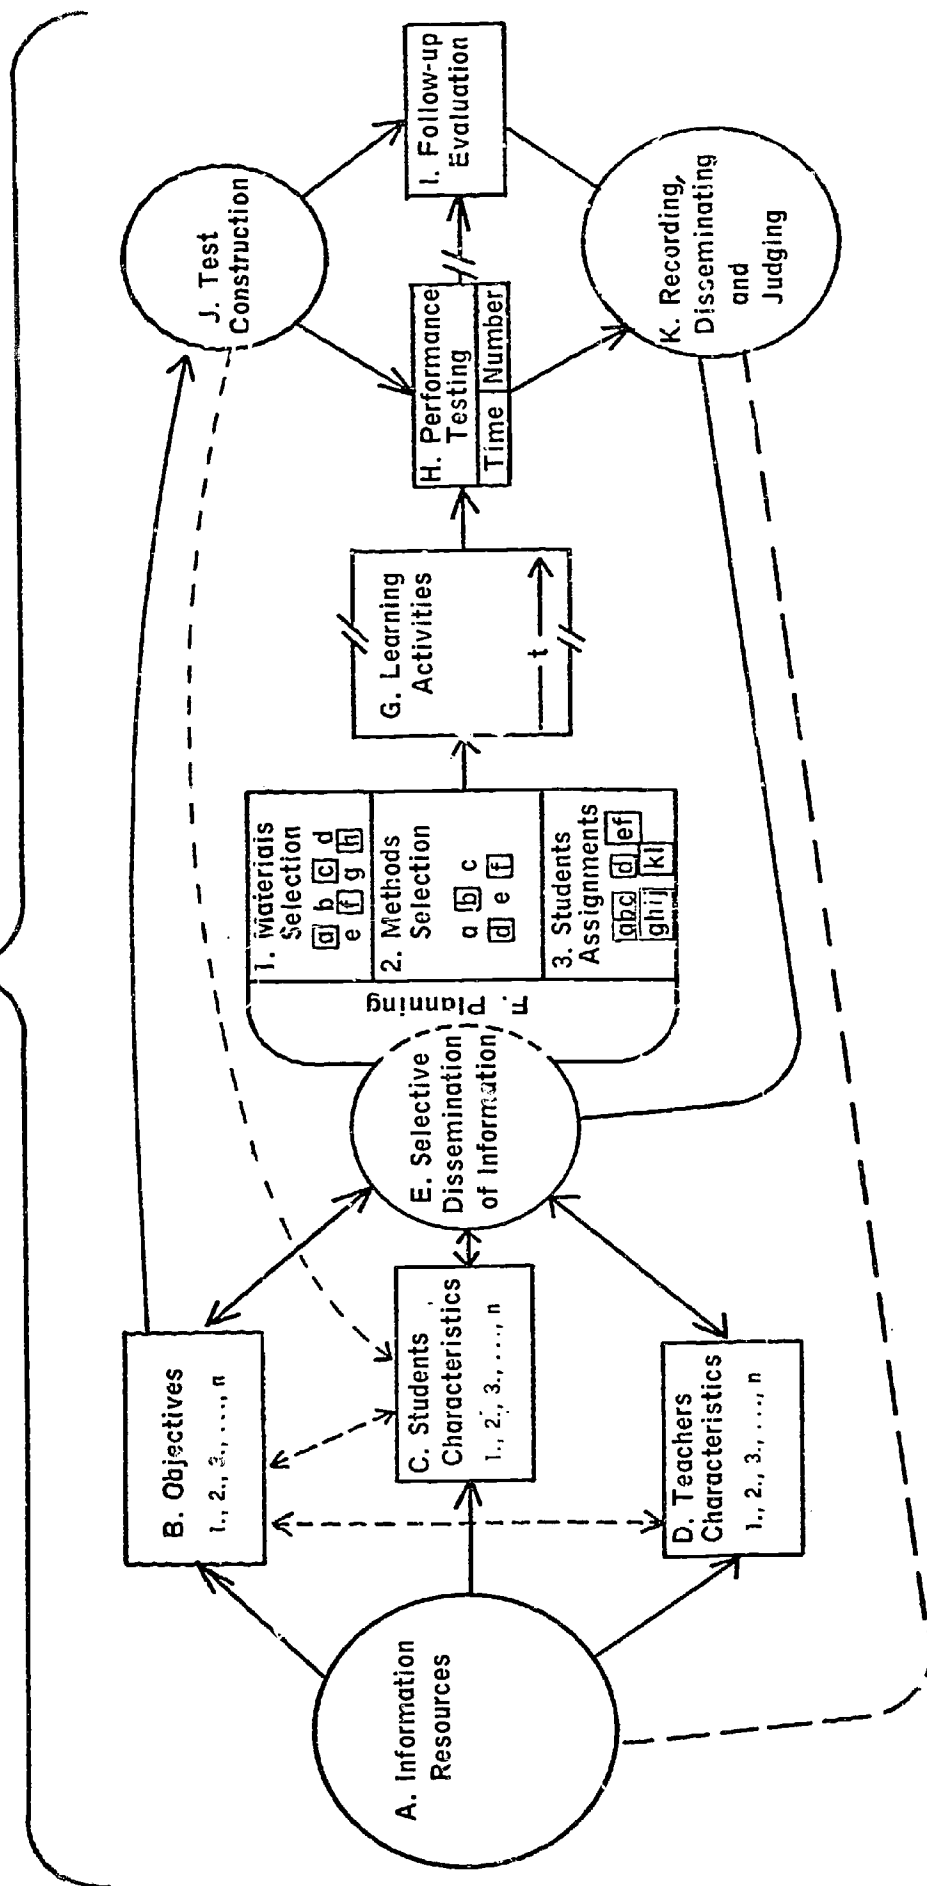 A. Information
Resources
B. Objectives
1., 2., 3., ..., n
C. Students
Characteristics
1., 2., 3., ..., n
D. Teachers
Characteristics
1., 2., 3., ..., n
E. Selective
Dissemination
of Information
F. Planning
1. Materials
Selection
a b c d
e f g h
2. Methods
Selection
a b c
d e f
3. Students
Assignments
abc d ef
ghij kl
G. Learning
Activities
t
H. Performance
Testing
Time Number
I. Follow-up
Evaluation
J. Test
Construction
K. Recording,
Disseminating
and
Judging